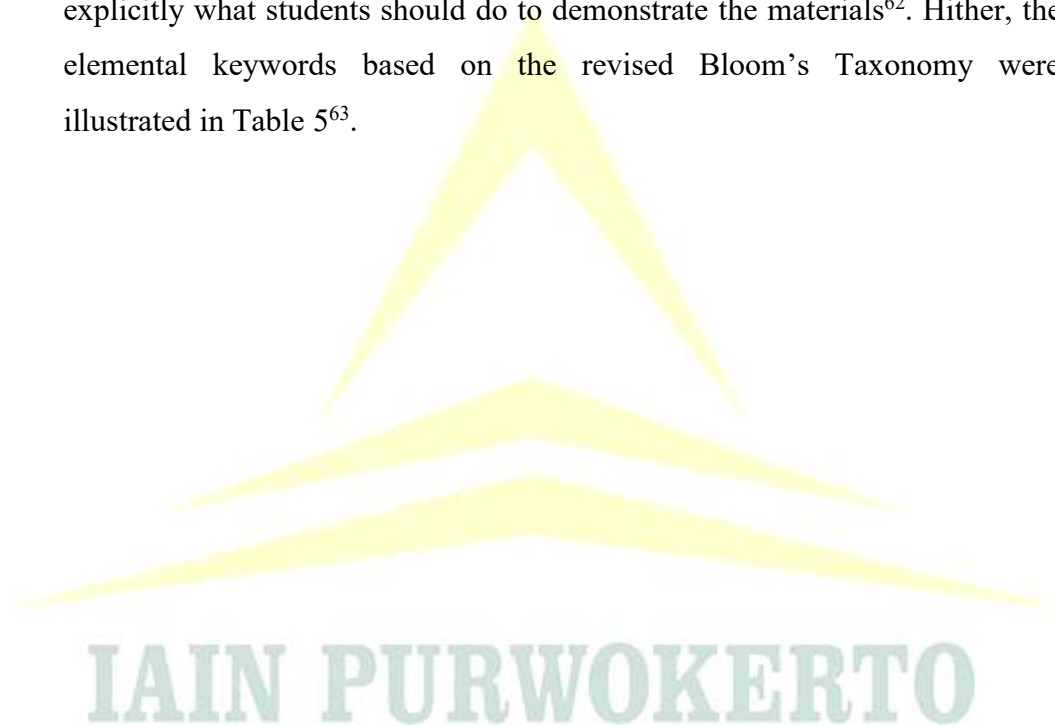 explicitly what students should do to demonstrate the materials⁶². Hither, the
elemental keywords based on the revised Bloom’s Taxonomy were
illustrated in Table 5⁶³.
IAIN PURWOKERTO